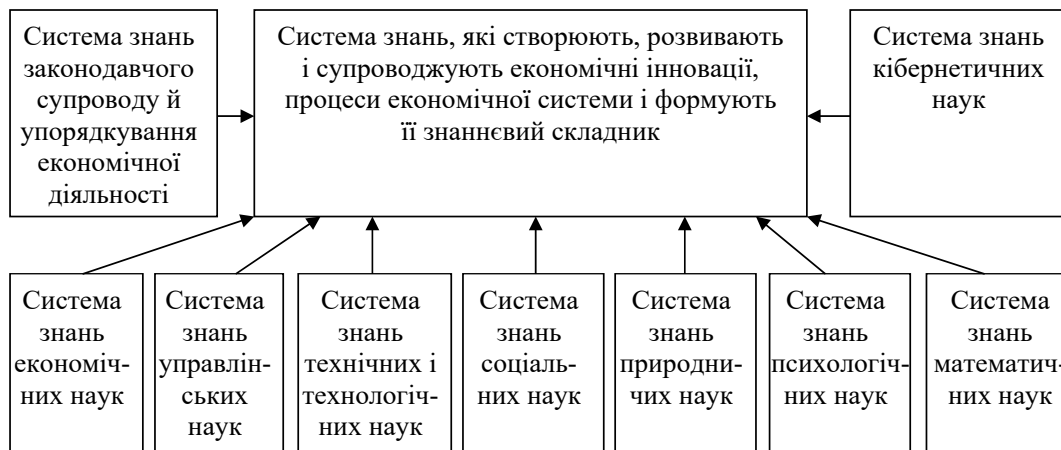 Система знань
законодавчого
супроводу й
упорядкування
економічної
діяльності
Система знань, які створюють, розвивають
і супроводжують економічні інновації,
процеси економічної системи і формують
її знаннєвий складник
Система знань
кібернетичних
наук
Система
знань
економіч-
них наук
Система
знань
управлін-
ських
наук
Система
знань
технічних і
технологіч-
них наук
Система
знань
соціаль-
них наук
Система
знань
природни-
чих наук
Система
знань
психологіч-
них наук
Система
знань
математич-
них наук